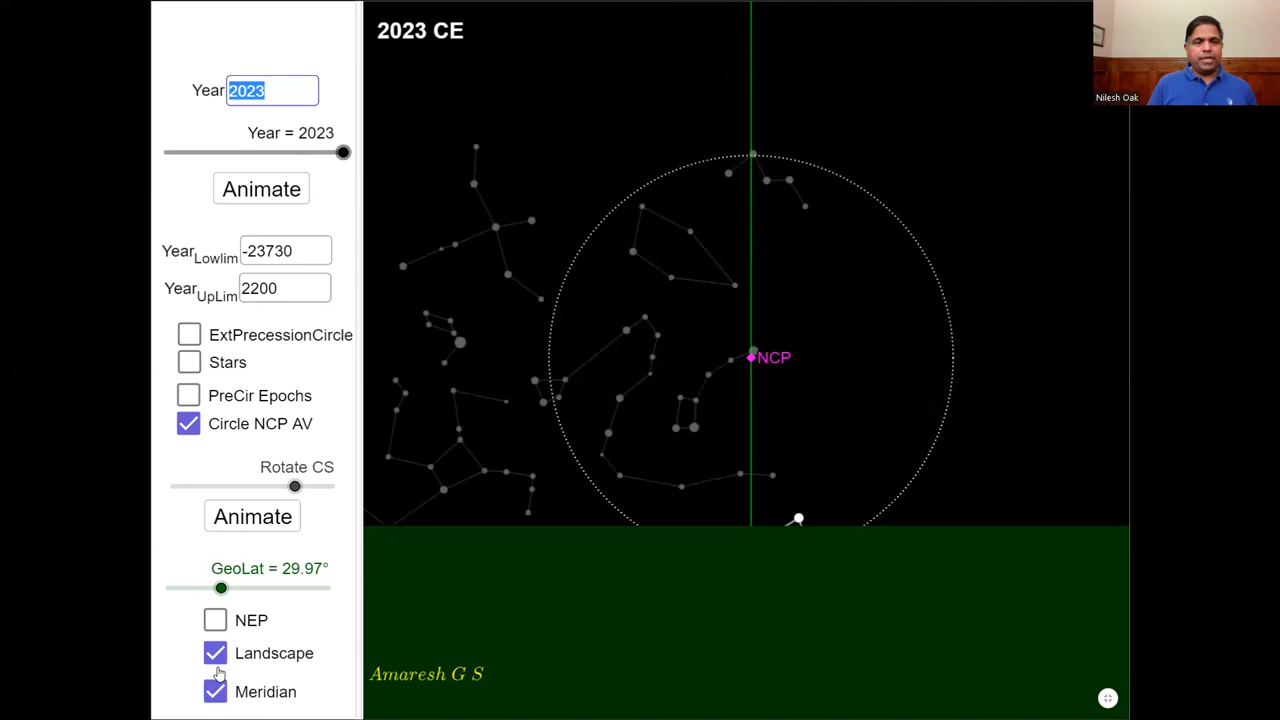 2023 CE
Nilesh Oak
Year 2023
Year = 2023
Animate
YearLowlim -23730
YearUpLim 2200
ExtPrecessionCircle
Stars
PreCir Epochs
Circle NCP AV
NCP
Rotate CS
Animate
GeoLat = 29.97°
NEP
Landscape
Meridian
Amaresh G S